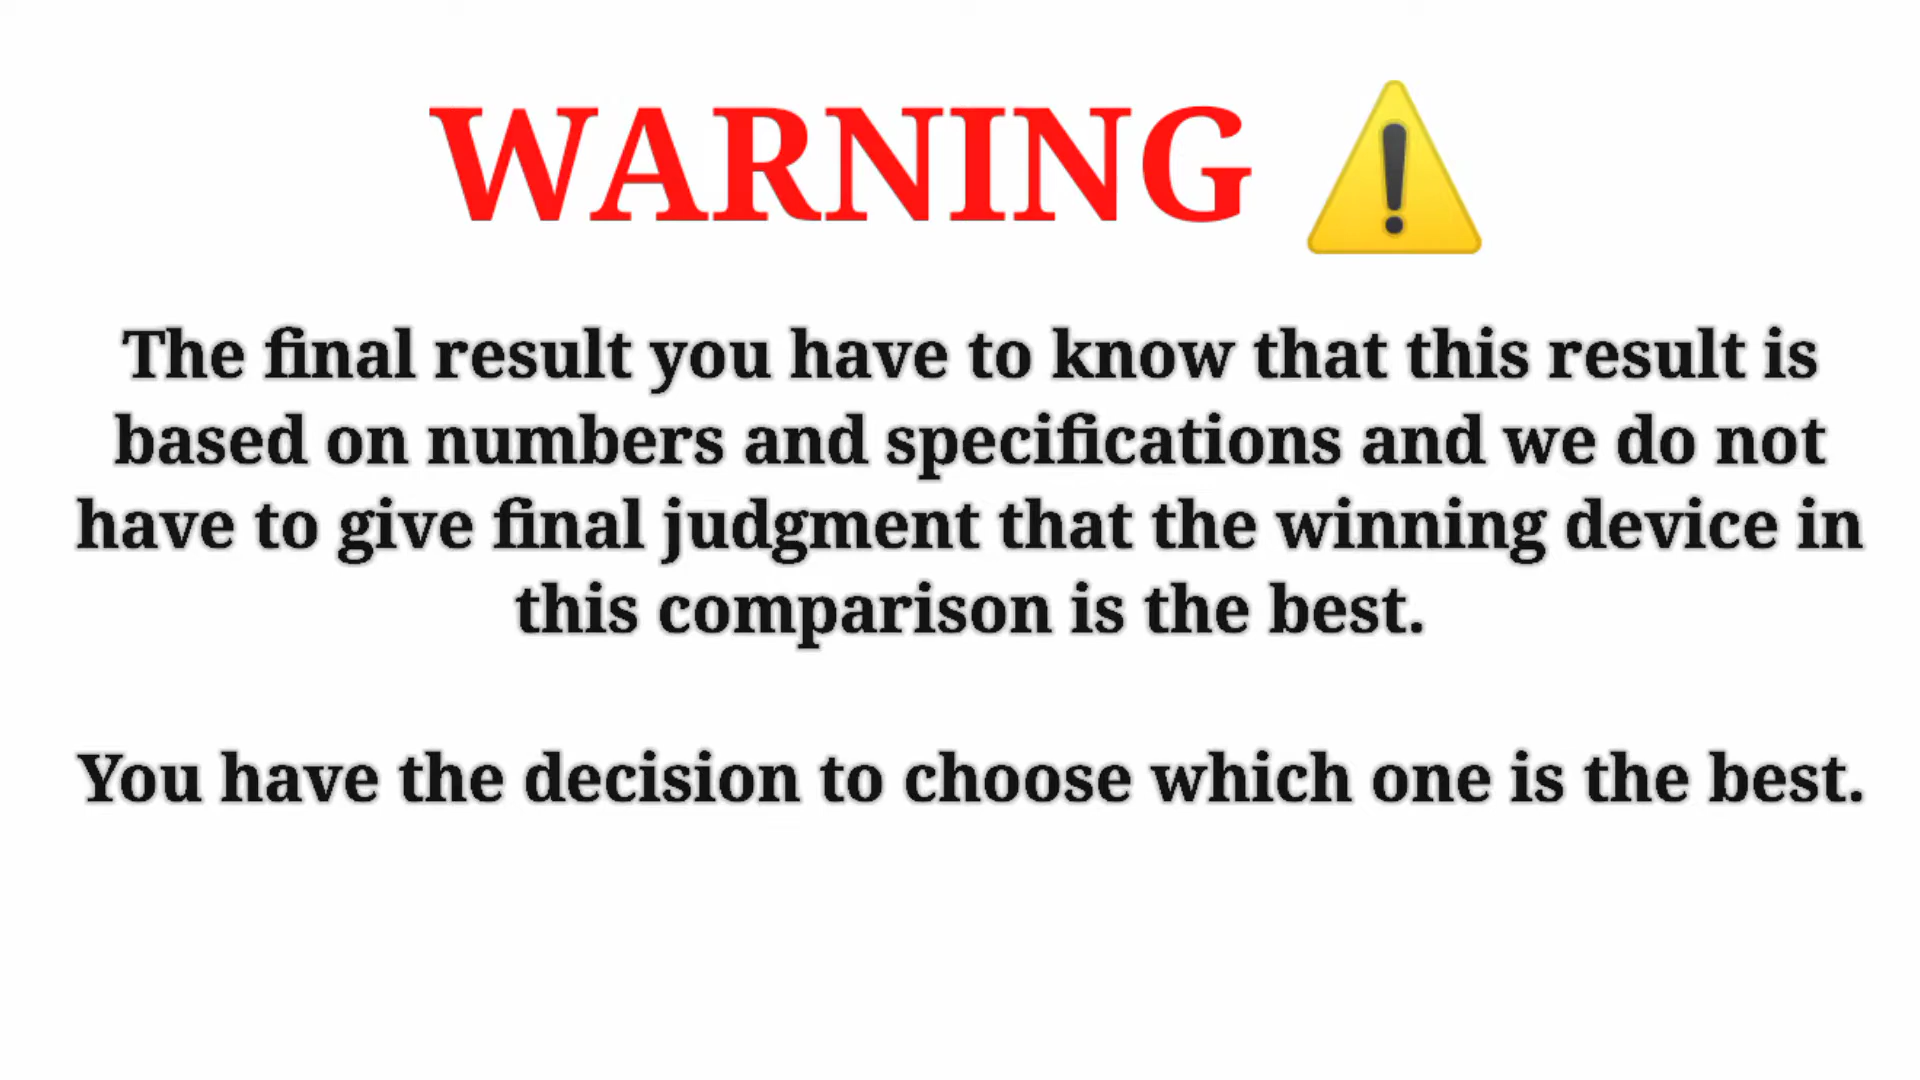 WARNING ⚠️
The final result you have to know that this result is
based on numbers and specifications and we do not
have to give final judgment that the winning device in
this comparison is the best.
You have the decision to choose which one is the best.